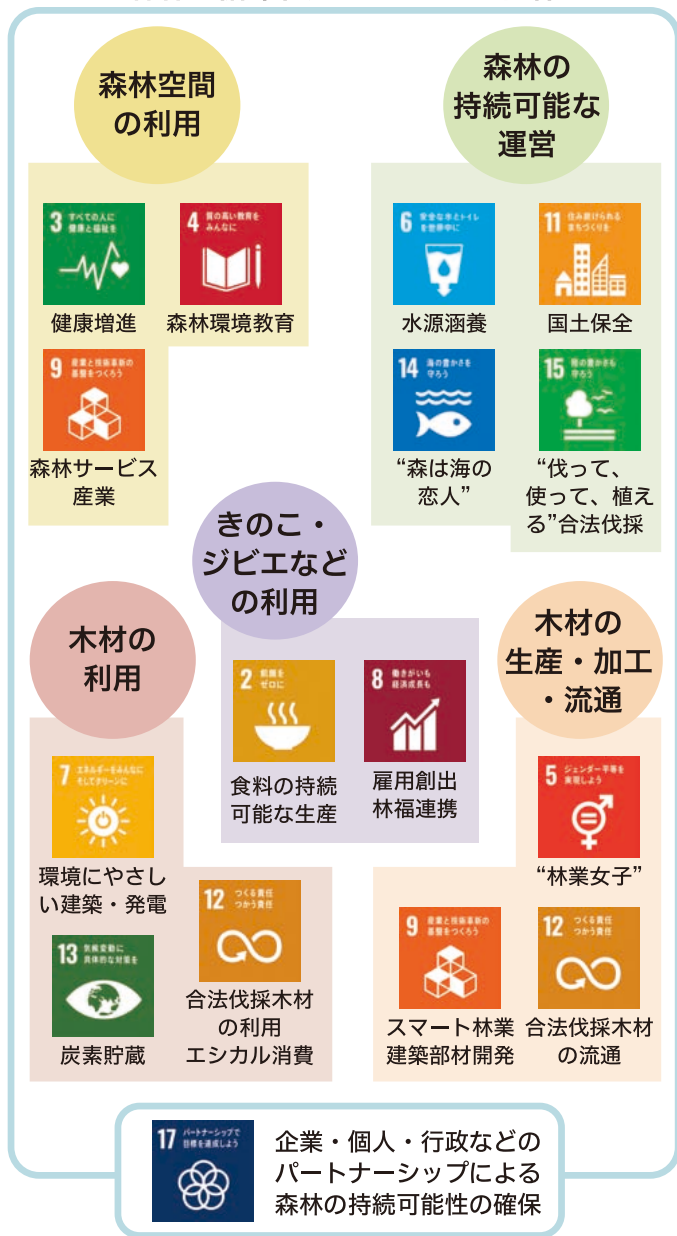 森林空間
の利用
3 すべての人に
健康と福祉を
健康増進
4 質の高い教育を
みんなに
森林環境教育
9 産業と技術革新の
基盤をつくろう
森林サービス
産業
森林の
持続可能な
運営
6 安全な水とトイレ
を世界中に
水源涵養
11 住み続けられる
まちづくりを
国土保全
14 海の豊かさを
守ろう
“森は海の
恋人”
15 陸の豊かさも
守ろう
“伐って、
使って、植え
る”合法伐採
きのこ・
ジビエなど
の利用
2 飢餓を
ゼロに
食料の持続
可能な生産
8 働きがいも
経済成長も
雇用創出
林福連携
木材の
利用
7 エネルギーをみんなに
そしてクリーンに
環境にやさし
い建築・発電
13 気候変動に
具体的な対策を
炭素貯蔵
12 つくる責任
つかう責任
合法伐採木材
の利用
エシカル消費
木材の
生産・加工
・流通
5 ジェンダー平等を
実現しよう
“林業女子”
9 産業と技術革新の
基盤をつくろう
スマート林業
建築部材開発
12 つくる責任
つかう責任
合法伐採木材
の流通
17 パートナーシップで
目標を達成しよう
企業・個人・行政などの
パートナーシップによる
森林の持続可能性の確保